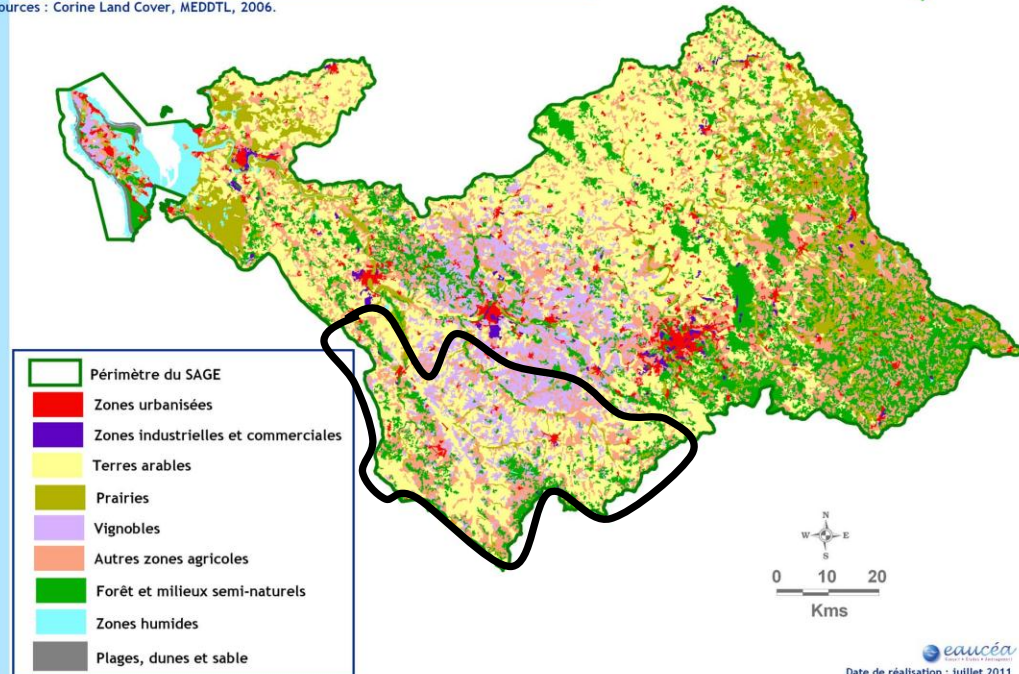 ources : Corine Land Cover, MEDDTL, 2006.
Périmètre du SAGE
Zones urbanisées
Zones industrielles et commerciales
Terres arables
Prairies
Vignobles
Autres zones agricoles
Forêt et milieux semi-naturels
Zones humides
Plages, dunes et sable
N
W E
S
0 10 20
Kms
eaucéa
Date de réalisation : juillet 2011